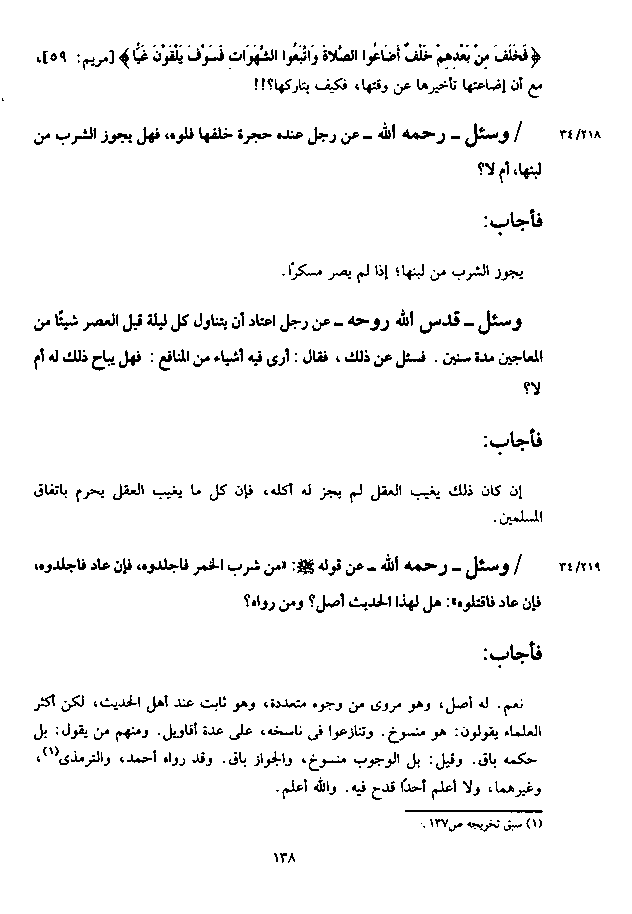 ﴿ فَخَلَفَ مِنْ بَعْدِهِمْ خَلْفٌ أَضَاعُوا الصَّلاةَ وَاتَّبَعُوا الشَّهَوَاتِ فَسَوْفَ يَلْقَوْنَ غَيًّا ﴾ [مريم: ٥٩]،
مع أن إضاعتها تأخيرها عن وقتها، فكيف بتاركها؟!!
٣٤/٢١٨ / وسئل ـ رحمه الله ـ عن رجل عنده حجرة خلفها فلوه، فهل يجوز الشرب من
لبنها، أم لا؟
فأجاب:
يجوز الشرب من لبنها؛ إذا لم يصر مسكرًا.
وسئل ـ قدس الله روحه ـ عن رجل اعتاد أن يتناول كل ليلة قبل العصر شيئًا من
المعاجين مدة سنين . فسئل عن ذلك ، فقال : أرى فيه أشياء من المنافع : فهل يباح ذلك له أم
لا؟
فأجاب:
إن كان ذلك يغيب العقل لم يجز له أكله، فإن كل ما يغيب العقل يحرم باتفاق
المسلمين.
٣٤/٢١٩ / وسئل ـ رحمه الله ـ عن قوله ﷺ: «من شرب الخمر فاجلدوه، فإن عاد فاجلدوه،
فإن عاد فاقتلوه»: هل لهذا الحديث أصل؟ ومن رواه؟
فأجاب:
نعم. له أصل، وهو مروى من وجوه متعددة، وهو ثابت عند أهل الحديث، لكن أكثر
العلماء يقولون: هو منسوخ. وتنازعوا فى ناسخه، على عدة أقاويل. ومنهم من يقول: بل
حكمه باق. وقيل: بل الوجوب منسوخ، والجواز باق. وقد رواه أحمد، والترمذى(١)،
وغيرهما، ولا أعلم أحدًا قدح فيه. والله أعلم.
(١) سبق تخريجه ص١٣٧ .
١٣٨